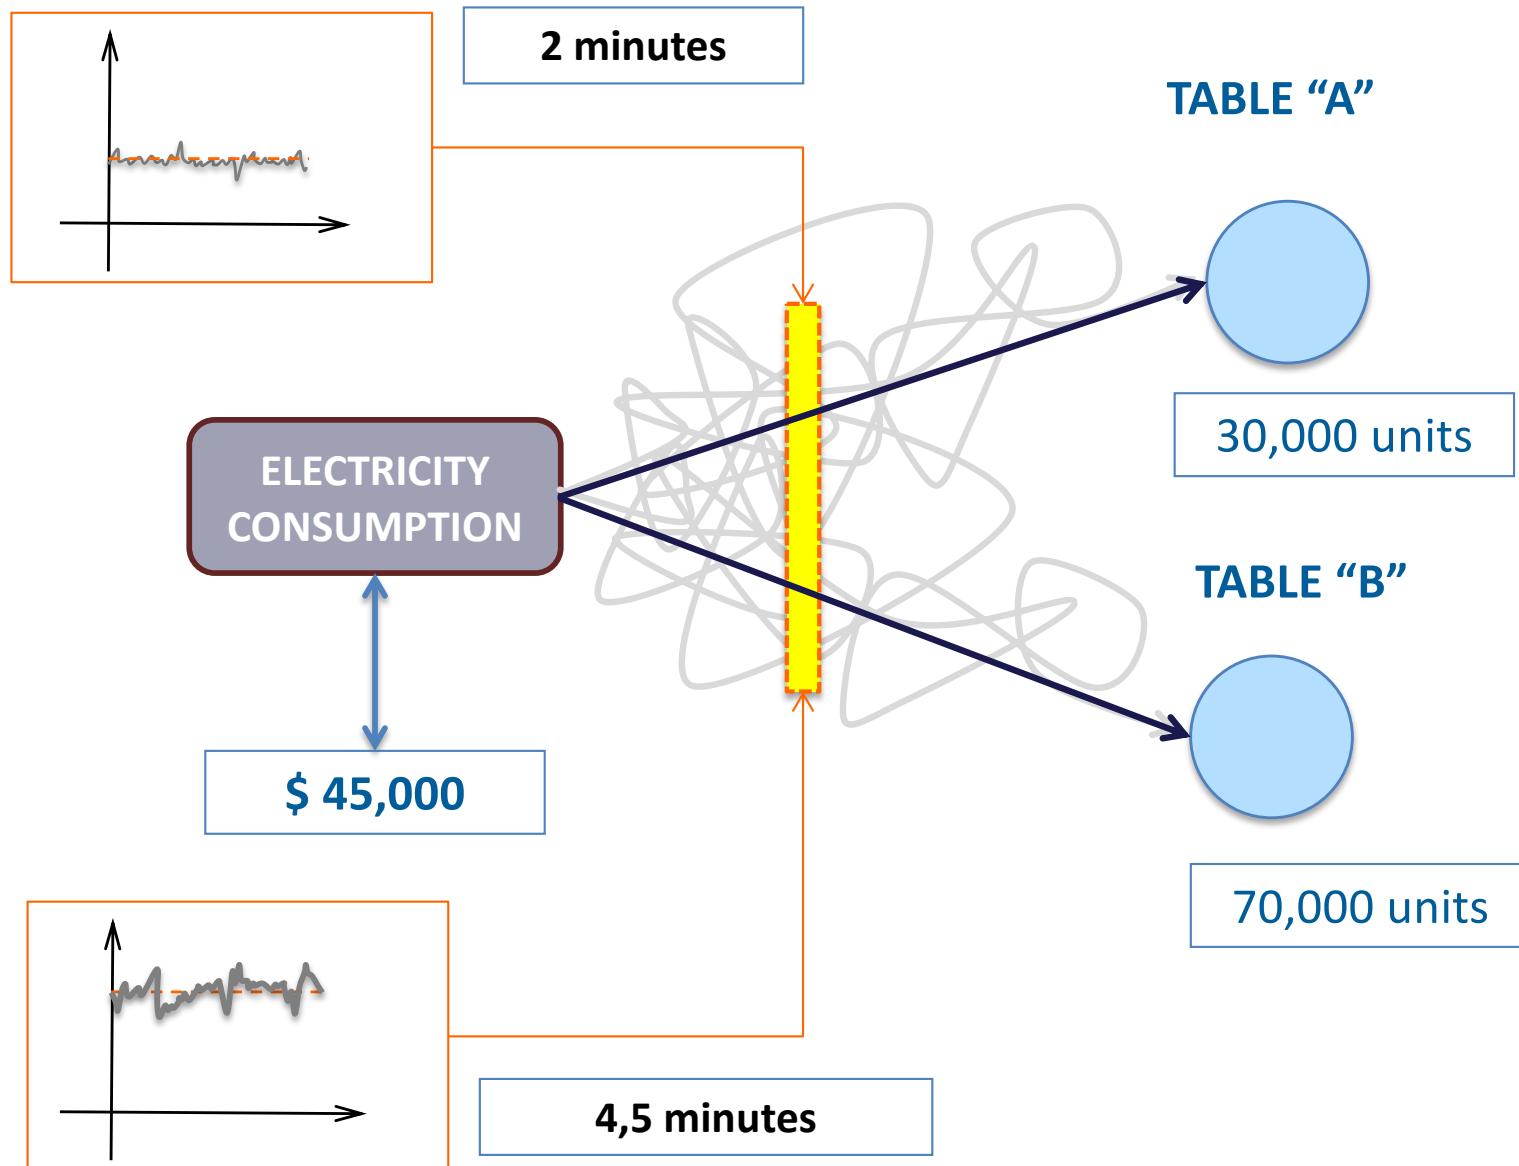 2 minutes
TABLE “A”
30,000 units
ELECTRICITY
CONSUMPTION
TABLE “B”
$ 45,000
70,000 units
4,5 minutes